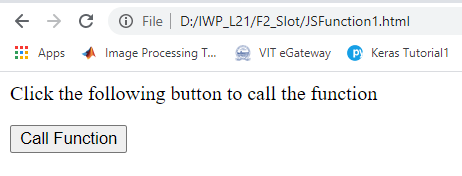 File | D:/IWP_L21/F2_Slot/JSFunction1.html
Apps Image Processing T... VIT eGateway Keras Tutorial1
Click the following button to call the function
Call Function